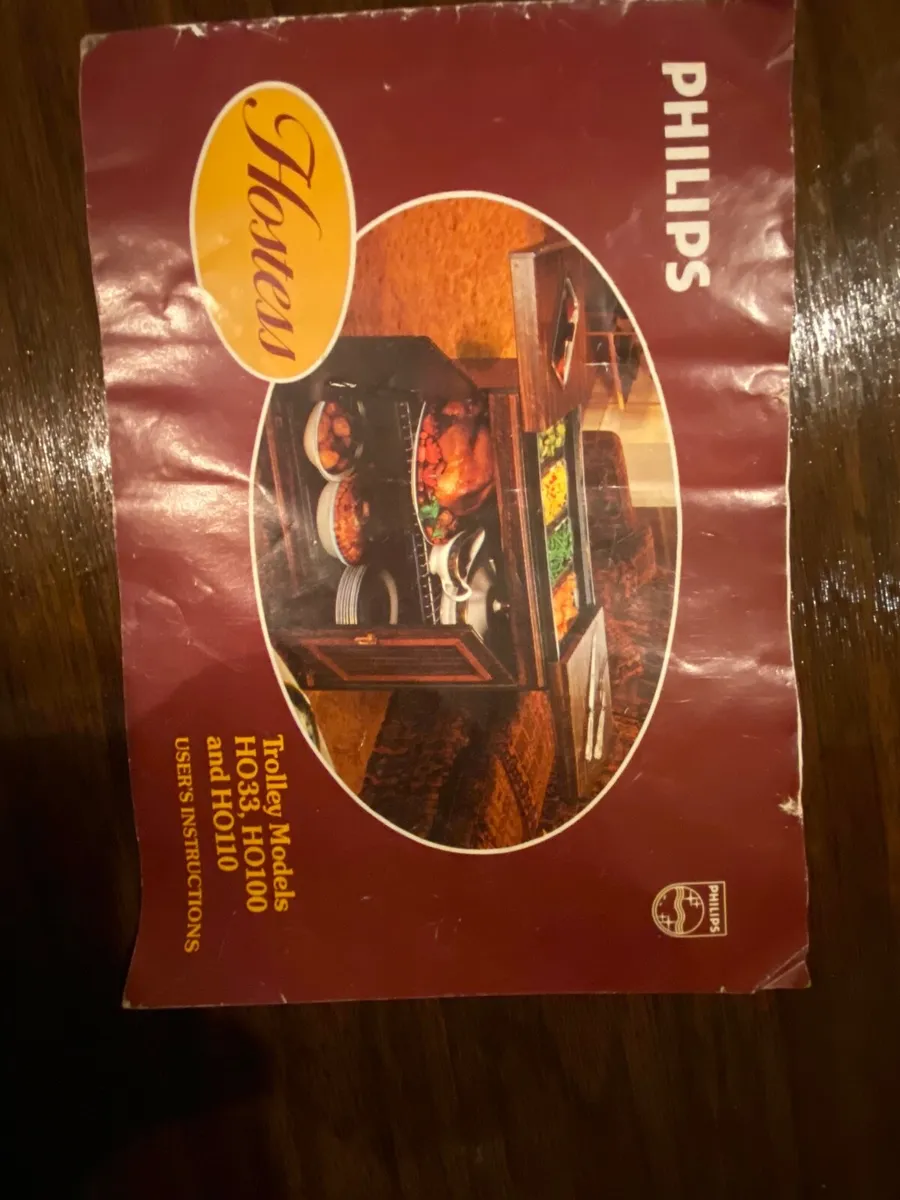 PHILIPS
PHILIPS
Hostess
Trolley Models
HO33, HO100
and HO110
USER'S INSTRUCTIONS